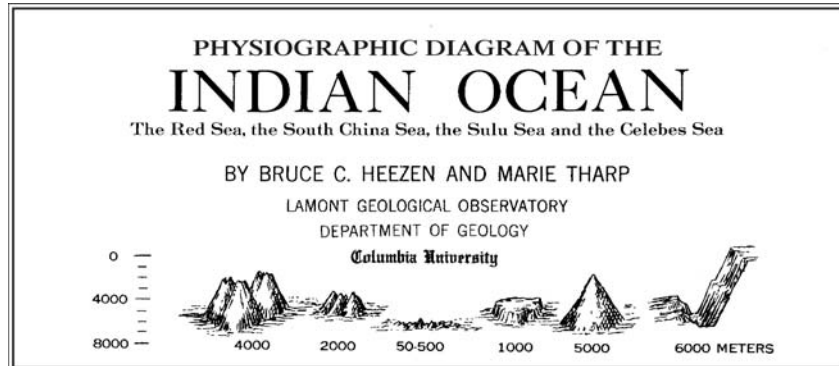 PHYSIOGRAPHIC DIAGRAM OF THE
INDIAN OCEAN
The Red Sea, the South China Sea, the Sulu Sea and the Celebes Sea
BY BRUCE C. HEEZEN AND MARIE THARP
LAMONT GEOLOGICAL OBSERVATORY
DEPARTMENT OF GEOLOGY
Columbia University
0
4000
8000
4000 2000 50-500 1000 5000 6000 METERS